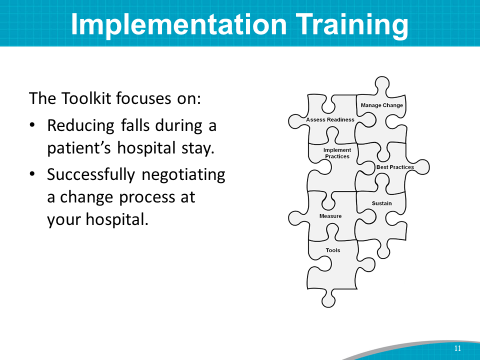 Implementation Training
The Toolkit focuses on:
• Reducing falls during a
patient’s hospital stay.
• Successfully negotiating
a change process at
your hospital.
Manage Change
Assess Readiness
Implement
Practices
Best Practices
Sustain
Measure
Tools
11